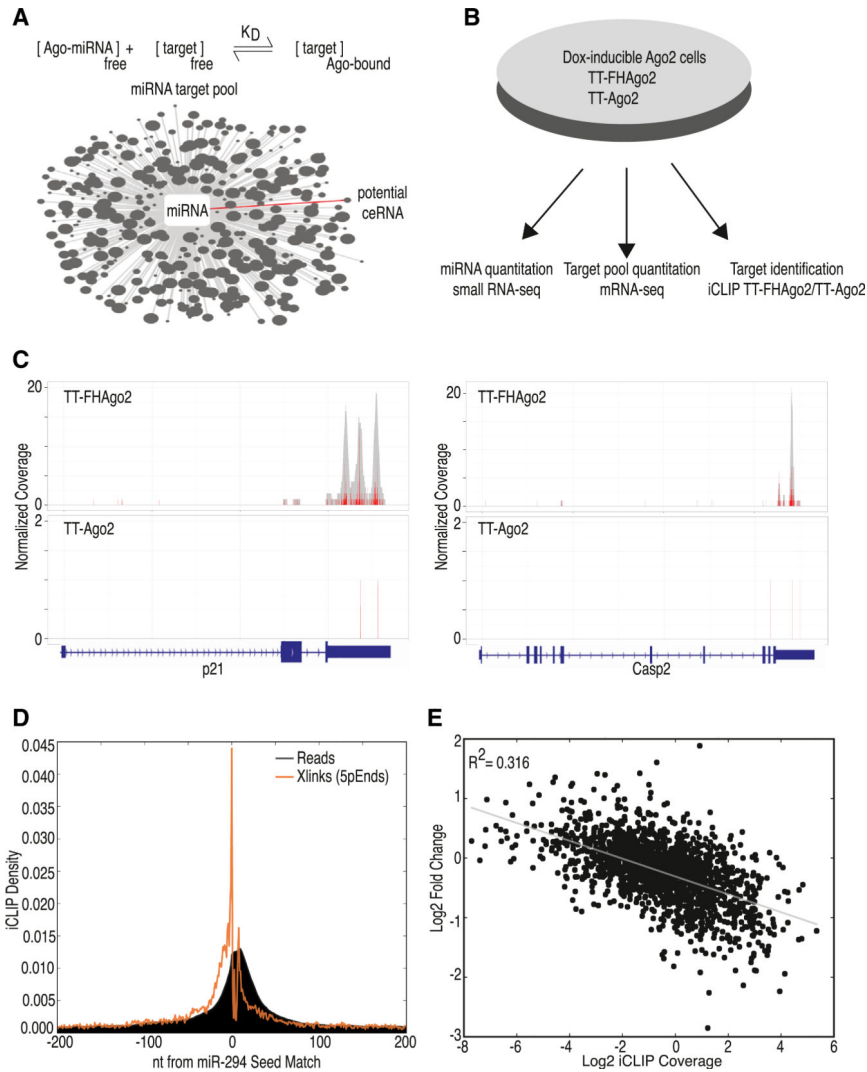 A
[ Ago-miRNA ] + [ target ] KD [ target ]
free free Ago-bound
miRNA target pool
miRNA
potential
ceRNA
B
Dox-inducible Ago2 cells
TT-FHAgo2
TT-Ago2
miRNA quantitation
small RNA-seq
Target pool quantitation
mRNA-seq
Target identification
iCLIP TT-FHAgo2/TT-Ago2
C
Normalized Coverage
20
10
0
TT-FHAgo2
2
1
0
TT-Ago2
p21
Normalized Coverage
20
10
0
TT-FHAgo2
2
1
0
TT-Ago2
Casp2
D
iCLIP Density
0.045
0.040
0.035
0.030
0.025
0.020
0.015
0.010
0.005
0.000
Reads
Xlinks (5pEnds)
-200 -100 0 100 200
nt from miR-294 Seed Match
E
Log2 Fold Change
2
1
0
-1
-2
-3
R2= 0.316
-8 -6 -4 -2 0 2 4 6
Log2 iCLIP Coverage